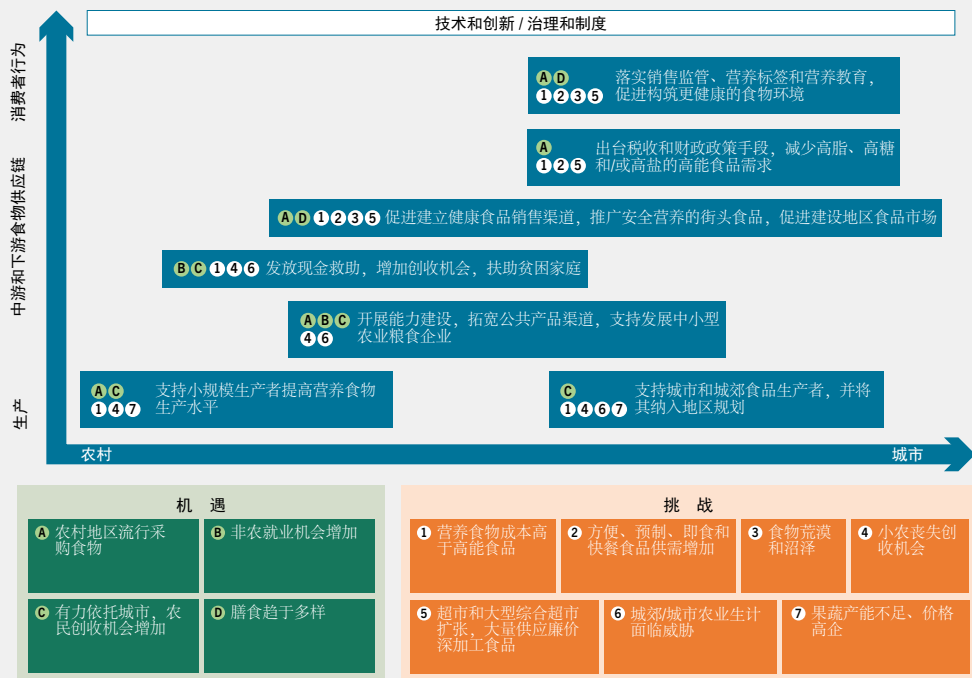 技术和创新 / 治理和制度
消费者行为
中游和下游食物供应链
生产
A D
1 2 3 5
落实销售监管、营养标签和营养教育，
促进构筑更健康的食物环境
A
1 2 5
出台税收和财政政策手段，减少高脂、高糖
和/或高盐的高能食品需求
A D 1 2 3 5 促进建立健康食品销售渠道，推广安全营养的街头食品，促进建设地区食品市场
B C 1 4 6 发放现金救助，增加创收机会，扶助贫困家庭
A B C
4 6
开展能力建设，拓宽公共产品渠道，支持发展中小型
农业粮食企业
A C
1 4 7
支持小规模生产者提高营养食物
生产水平
C
1 4 6 7
支持城市和城郊食品生产者，并将
其纳入地区规划
农村
城市
机 遇
A 农村地区流行采
购食物
B 非农就业机会增加
C 有力依托城市，农
民创收机会增加
D 膳食趋于多样
挑 战
1 营养食物成本高
于高能食品
2 方便、预制、即食和
快餐食品供需增加
3 食物荒漠
和沼泽
4 小农丧失创
收机会
5 超市和大型综合超市
扩张，大量供应廉价
深加工食品
6 城郊/城市农业生计
面临威胁
7 果蔬产能不足、价格
高企